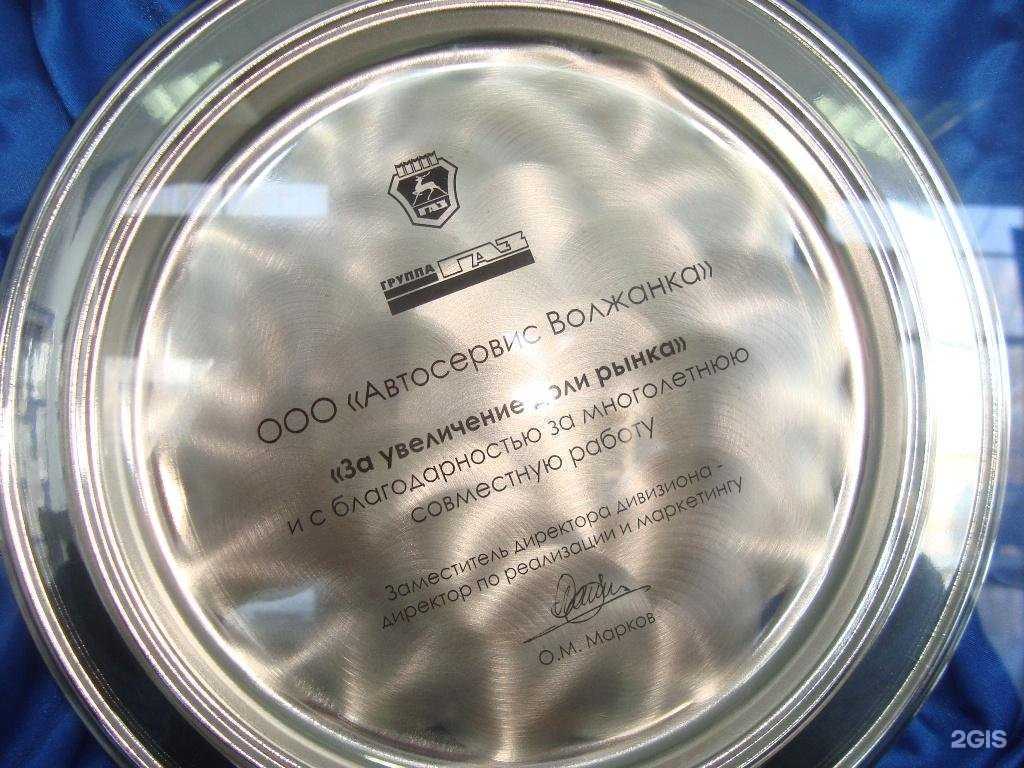 ГАЗ
ГРУППА ГАЗ
ООО «Автосервис Волжанка»
«За увеличение доли рынка»
и с благодарностью за многолетнюю
совместную работу
Заместитель директора дивизиона -
директор по реализации и маркетингу
О.М. Марков
2GIS